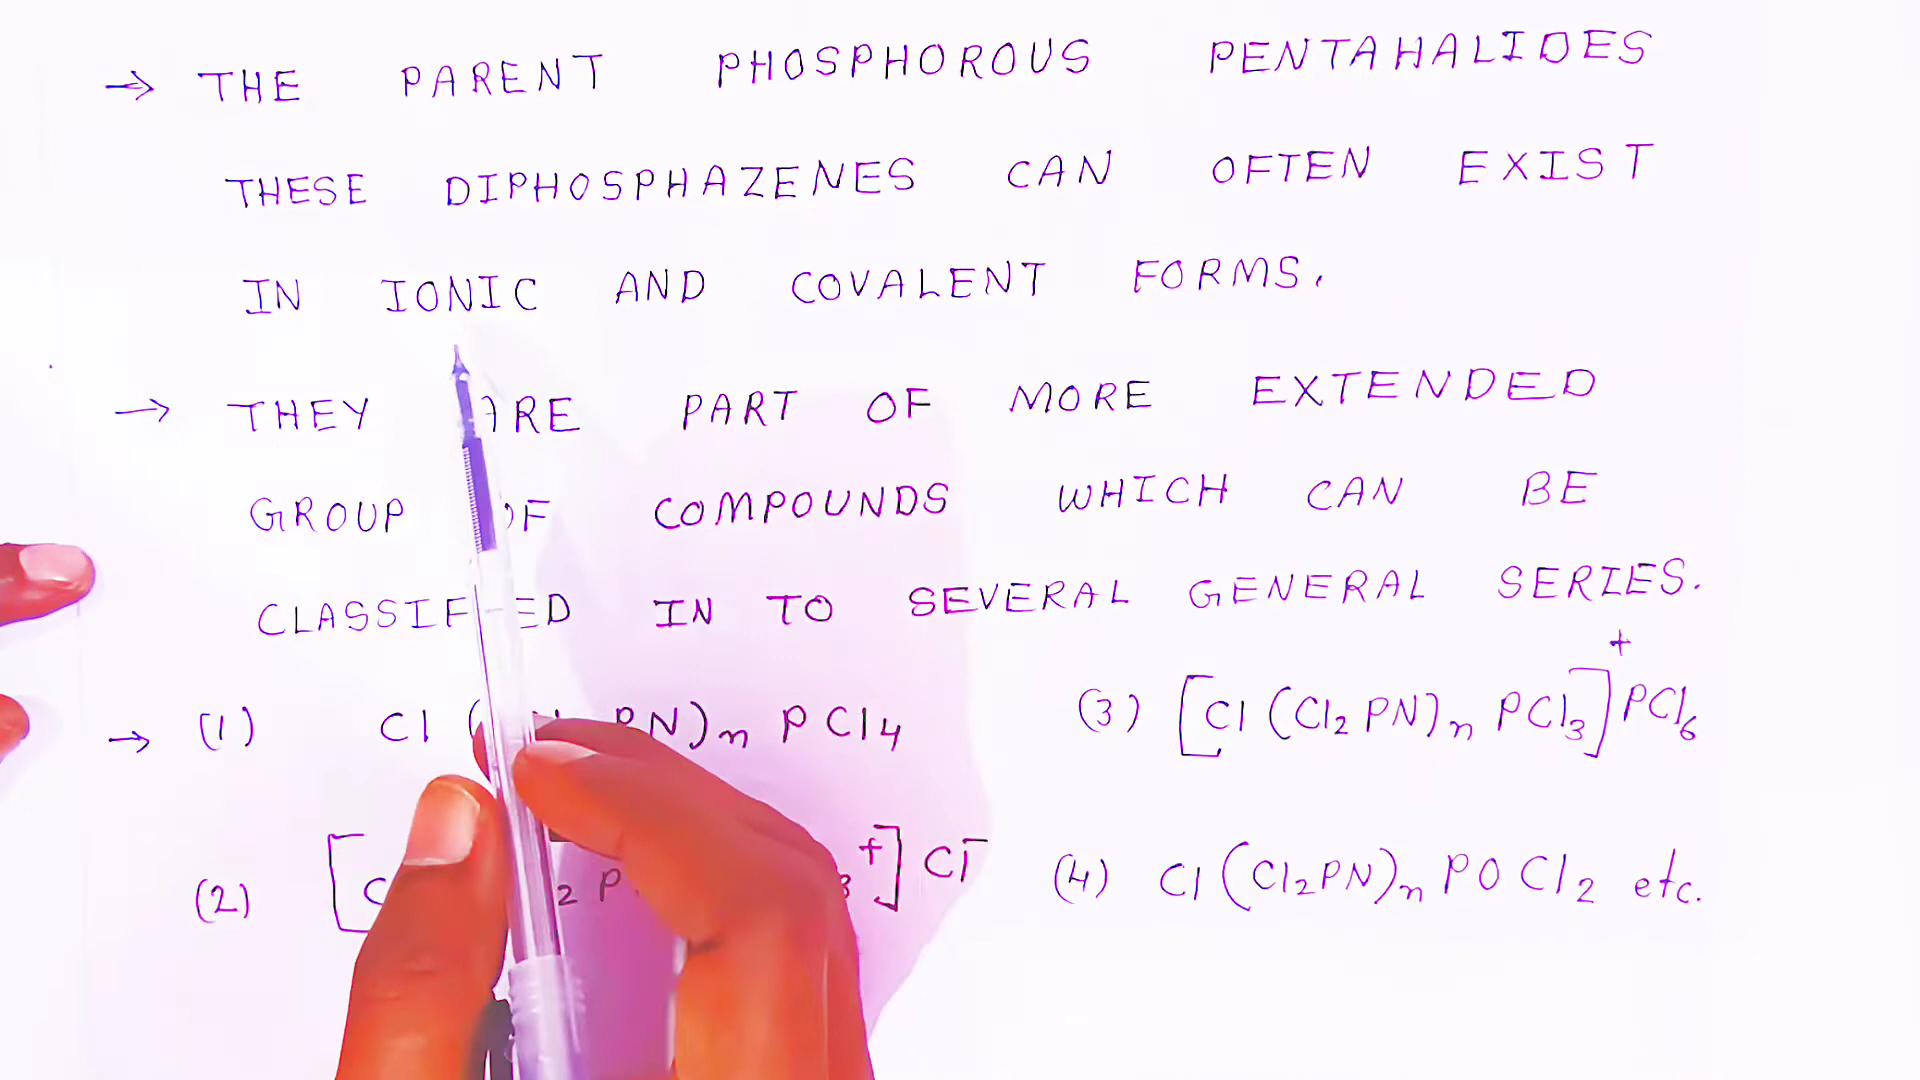 → THE PARENT PHOSPHOROUS PENTAHALIDES
THESE DIPHOSPHAZENES CAN OFTEN EXIST
IN IONIC AND COVALENT FORMS.
→ THEY ARE PART OF MORE EXTENDED
GROUP OF COMPOUNDS WHICH CAN BE
CLASSIFIED IN TO SEVERAL GENERAL SERIES.
→ (1) Cl ( PN)n PCl4
(2) [C 2 P 3 +] Cl-
(3) [Cl (Cl2 PN)n PCl3]+ PCl6
(4) Cl (Cl2PN)n POCl2 etc.